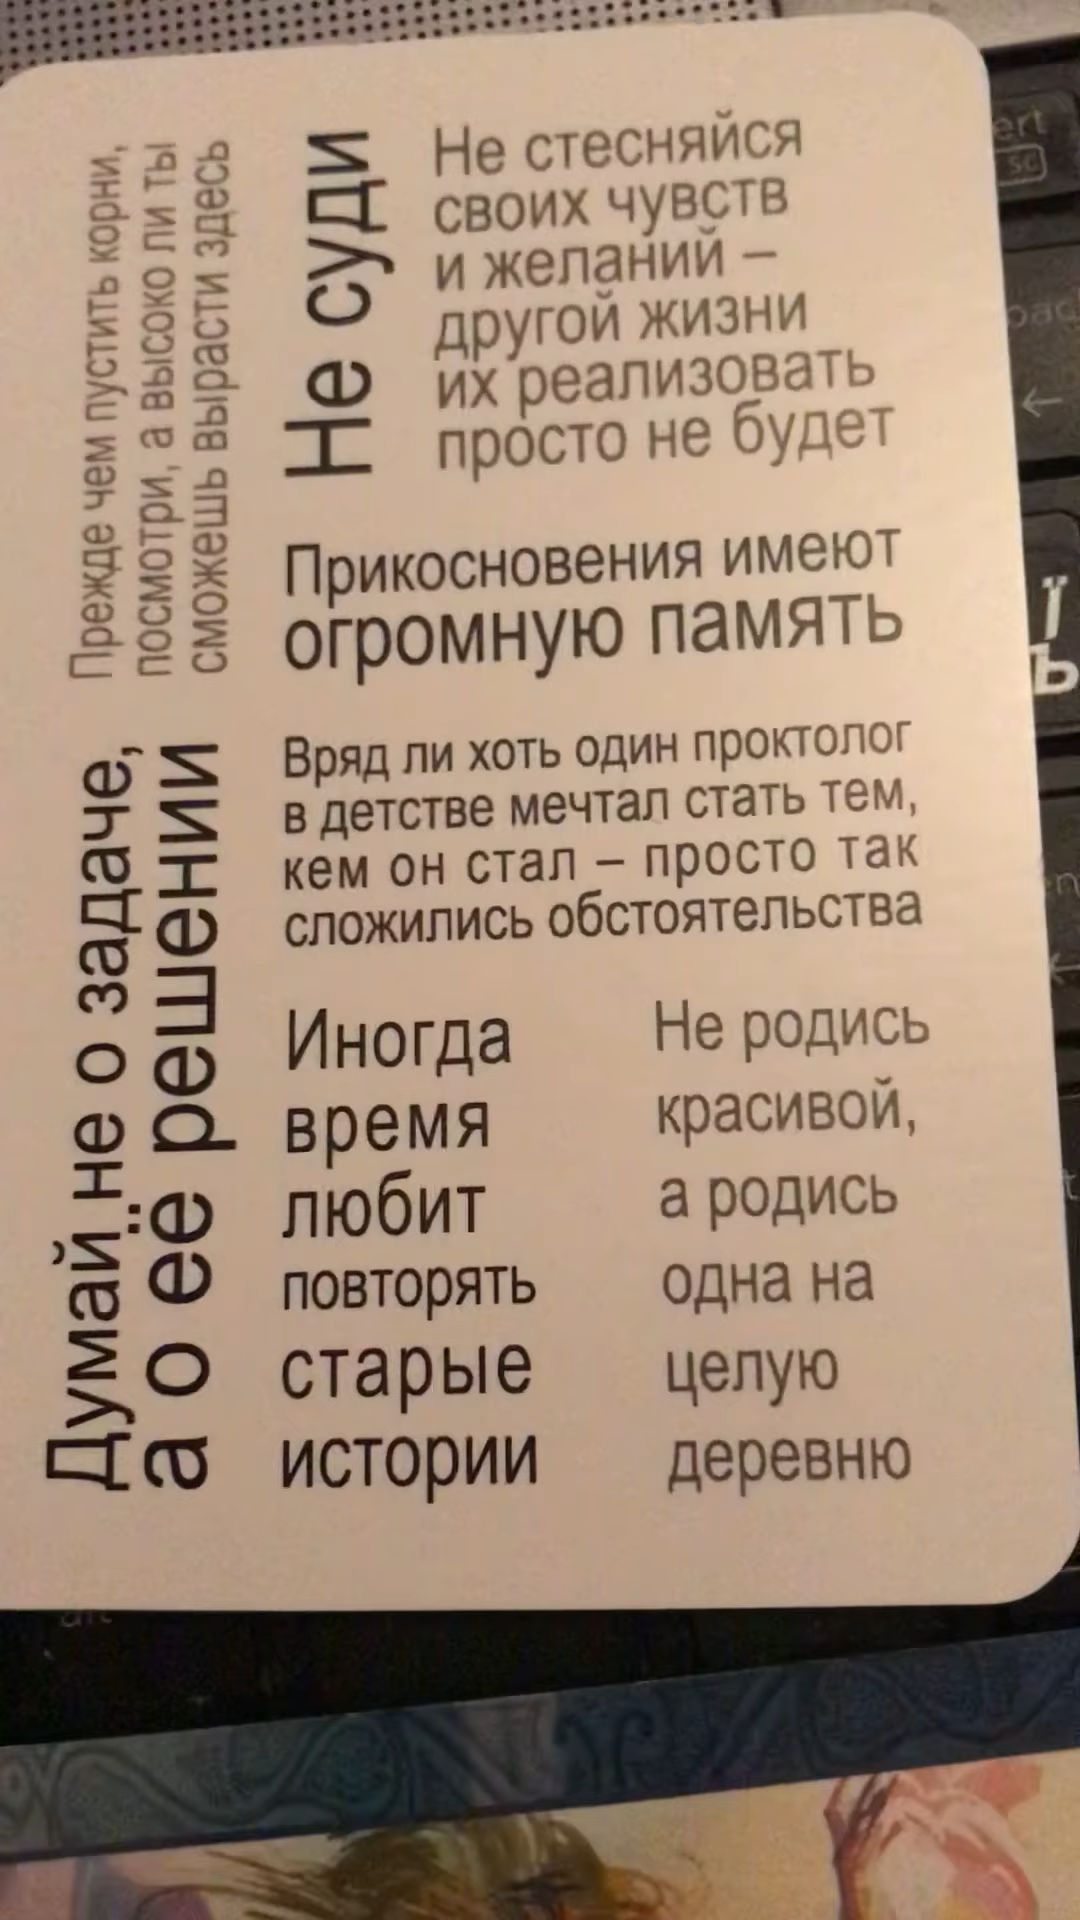 Прежде чем пустить корни,
посмотри, а высоко ли ты
сможешь вырасти здесь
Думай не о задаче,
а о её решении
Не суди
Не стесняйся
своих чувств
и желаний –
другой жизни
их реализовать
просто не будет
Прикосновения имеют
огромную память
Вряд ли хоть один проктолог
в детстве мечтал стать тем,
кем он стал – просто так
сложились обстоятельства
Иногда
время
любит
повторять
старые
истории
Не родись
красивой,
а родись
одна на
целую
деревню
Ї
Ъ